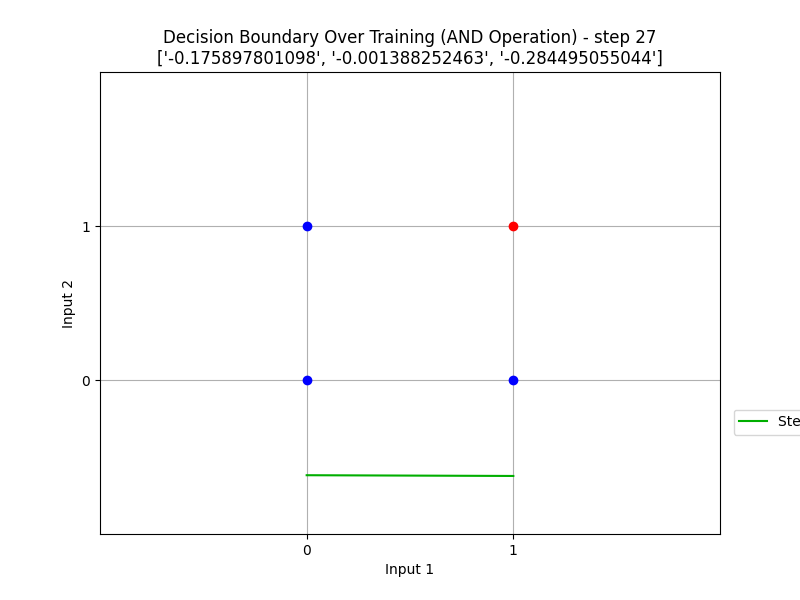 Decision Boundary Over Training (AND Operation) - step 27
['-0.175897801098', '-0.001388252463', '-0.284495055044']
1
Input 2
0
Ste
0
1
Input 1